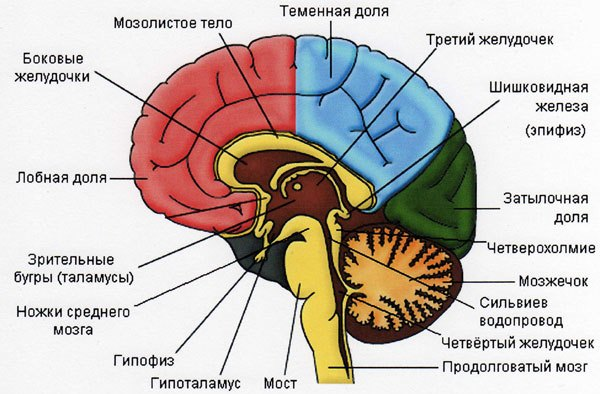 Теменная доля
Мозолистое тело
Третий желудочек
Боковые
желудочки
Шишковидная
железа
(эпифиз)
Лобная доля
Затылочная
доля
Четверохолмие
Зрительные
бугры (таламусы)
Мозжечок
Ножки среднего
мозга
Сильвиев
водопровод
Четвёртый желудочек
Гипофиз
Продолговатый мозг
Гипоталамус
Мост